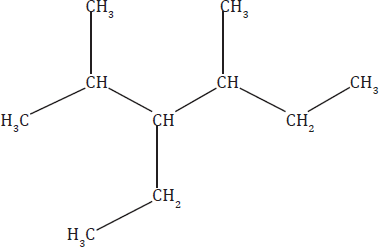 CH₃ CH₃
CH CH CH₃
H₃C CH CH₂
CH₂
H₃C